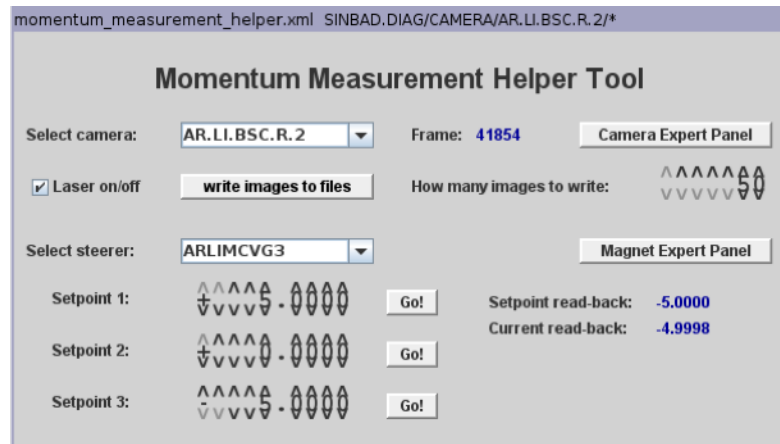 momentum_measurement_helper.xml SINBAD.DIAG/CAMERA/AR.LI.BSC.R.2/*
Momentum Measurement Helper Tool
Select camera: AR.LI.BSC.R.2 Frame: 41854 Camera Expert Panel
Laser on/off write images to files How many images to write: 50
Select steerer: ARLIMCVG3 Magnet Expert Panel
Setpoint 1: +5.0000 Go! Setpoint read-back: -5.0000
Current read-back: -4.9998
Setpoint 2: +0.0000 Go!
Setpoint 3: -5.0000 Go!